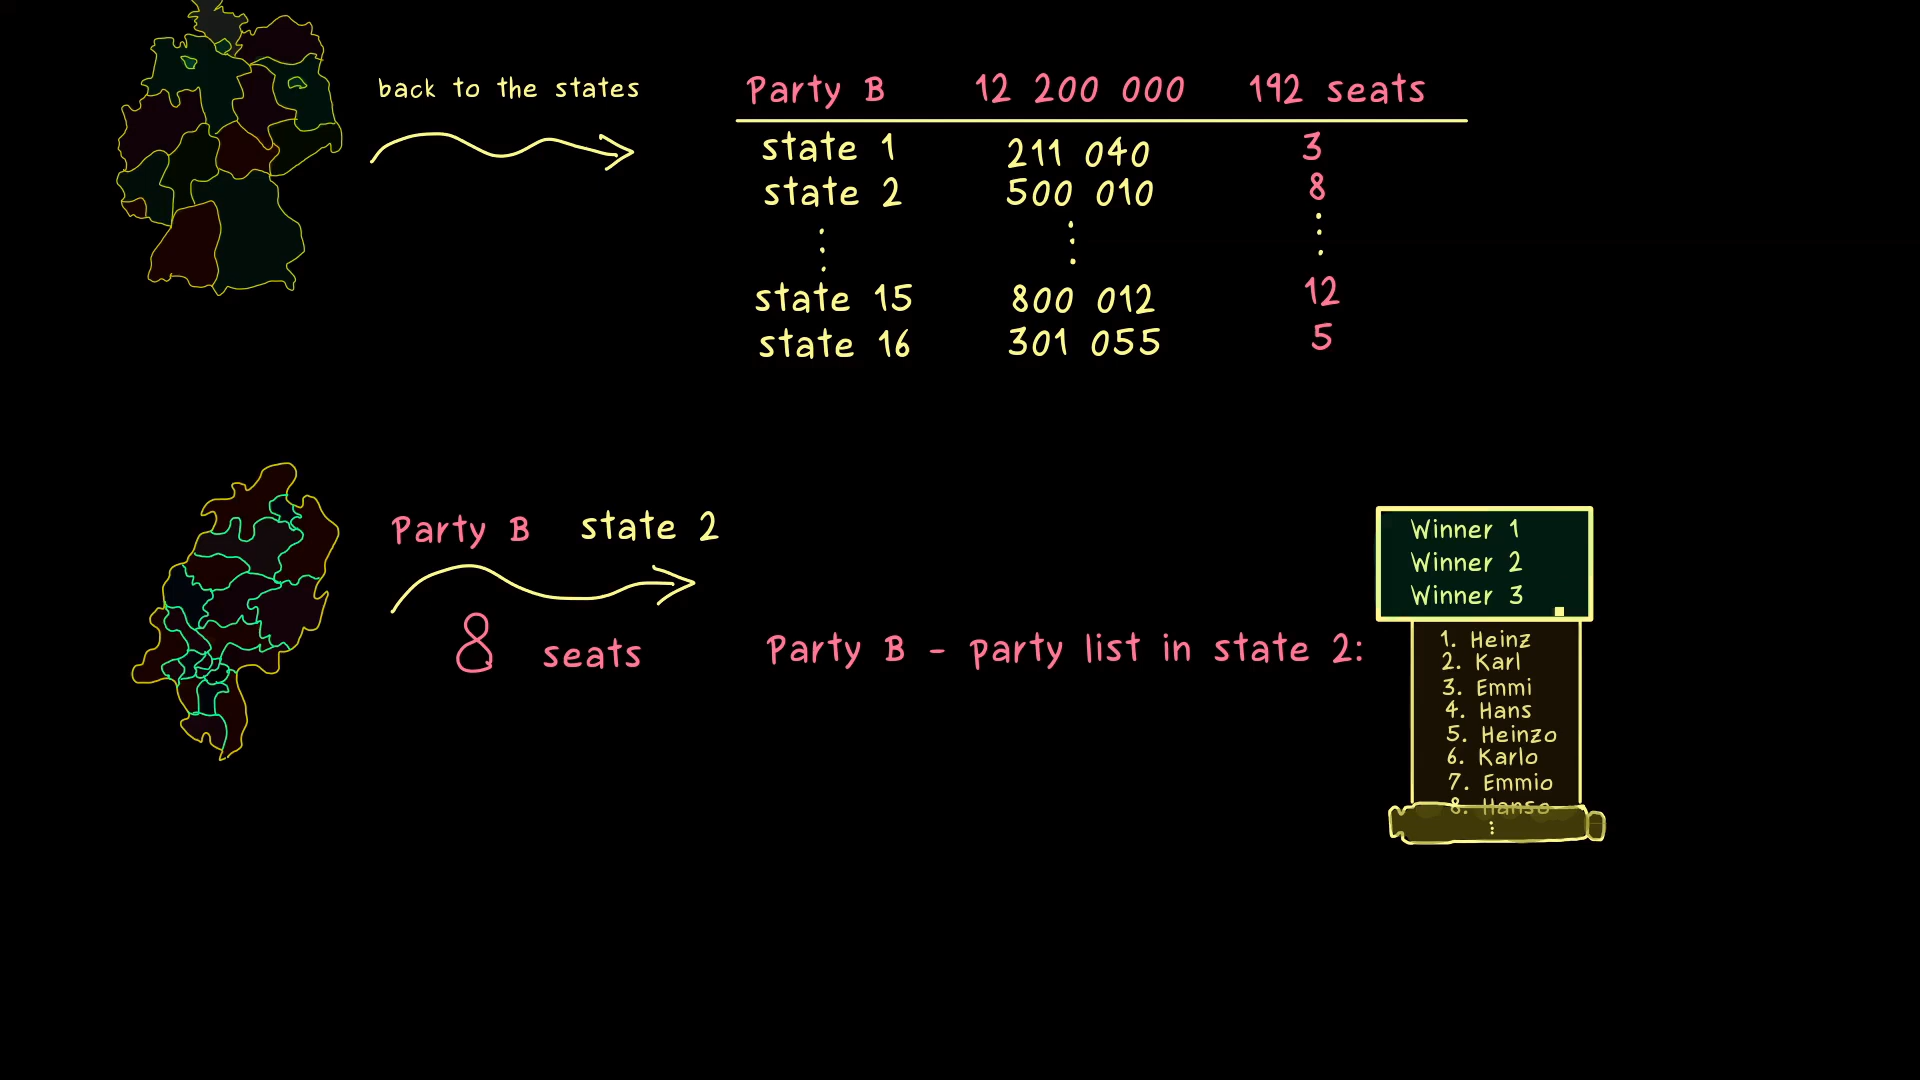 back to the states
Party B 12 200 000 192 seats
state 1 211 040 3
state 2 500 010 8
state 15 800 012 12
state 16 301 055 5
Party B state 2
8 seats
Party B - party list in state 2:
Winner 1
Winner 2
Winner 3
1. Heinz
2. Karl
3. Emmi
4. Hans
5. Heinzo
6. Karlo
7. Emmio
8. Hanso